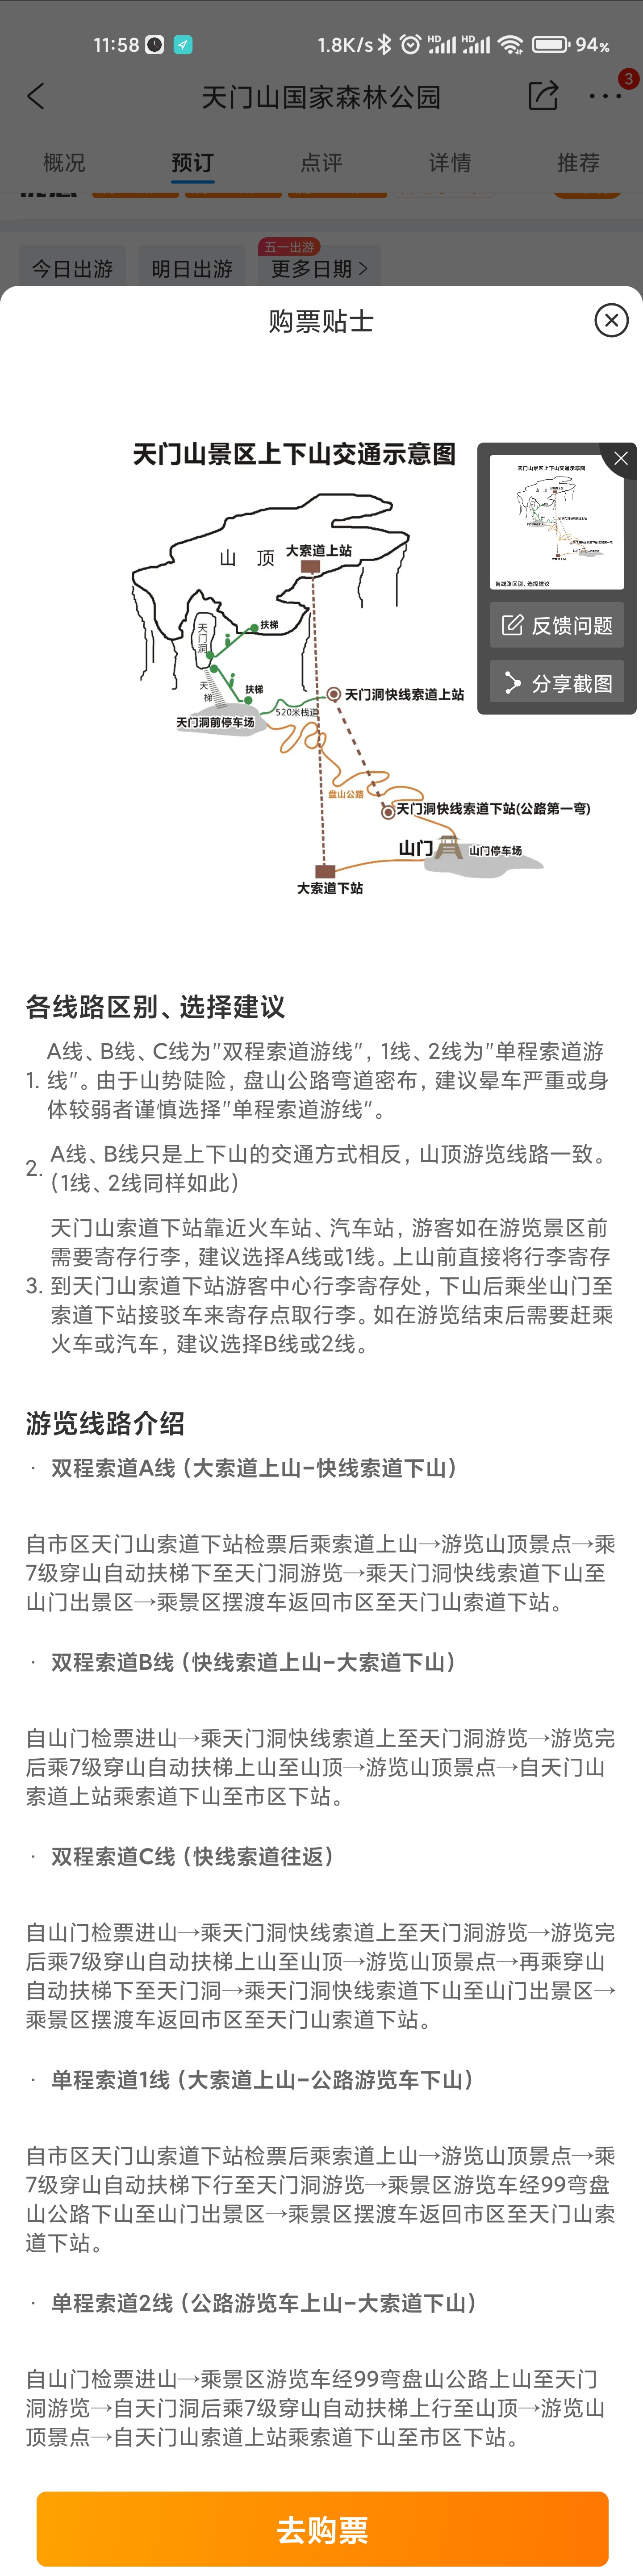 11:58
1.8K/s HD HD 94%
天门山国家森林公园
3
概况 预订 点评 详情 推荐
五一出游
今日出游 明日出游 更多日期
购票贴士
天门山景区上下山交通示意图
山 顶
大索道上站
天门洞
扶梯
天梯
扶梯
天门洞快线索道上站
520米栈道
天门洞前停车场
盘山公路
天门洞快线索道下站(公路第一弯)
山门
山门停车场
大索道下站
反馈问题
分享截图
各线路区别、选择建议
1. A线、B线、C线为"双程索道游线"，1线、2线为"单程索道游
线"。由于山势陡险，盘山公路弯道密布，建议晕车严重或身
体较弱者谨慎选择"单程索道游线"。
2. A线、B线只是上下山的交通方式相反，山顶游览线路一致。
（1线、2线同样如此）
3. 天门山索道下站靠近火车站、汽车站，游客如在游览景区前
需要寄存行李，建议选择A线或1线。上山前直接将行李寄存
到天门山索道下站游客中心行李寄存处，下山后乘坐山门至
索道下站接驳车来寄存点取行李。如在游览结束后需要赶乘
火车或汽车，建议选择B线或2线。
游览线路介绍
· 双程索道A线（大索道上山-快线索道下山）
自市区天门山索道下站检票后乘索道上山→游览山顶景点→乘
7级穿山自动扶梯下至天门洞游览→乘天门洞快线索道下山至
山门出景区→乘景区摆渡车返回市区至天门山索道下站。
· 双程索道B线（快线索道上山-大索道下山）
自山门检票进山→乘天门洞快线索道上至天门洞游览→游览完
后乘7级穿山自动扶梯上山至山顶→游览山顶景点→自天门山
索道上站乘索道下山至市区下站。
· 双程索道C线（快线索道往返）
自山门检票进山→乘天门洞快线索道上至天门洞游览→游览完
后乘7级穿山自动扶梯上山至山顶→游览山顶景点→再乘穿山
自动扶梯下至天门洞→乘天门洞快线索道下山至山门出景区→
乘景区摆渡车返回市区至天门山索道下站。
· 单程索道1线（大索道上山-公路游览车下山）
自市区天门山索道下站检票后乘索道上山→游览山顶景点→乘
7级穿山自动扶梯下行至天门洞游览→乘景区游览车经99弯盘
山公路下山至山门出景区→乘景区摆渡车返回市区至天门山索
道下站。
· 单程索道2线（公路游览车上山-大索道下山）
自山门检票进山→乘景区游览车经99弯盘山公路上山至天门
洞游览→自天门洞后乘7级穿山自动扶梯上行至山顶→游览山
顶景点→自天门山索道上站乘索道下山至市区下站。
去购票